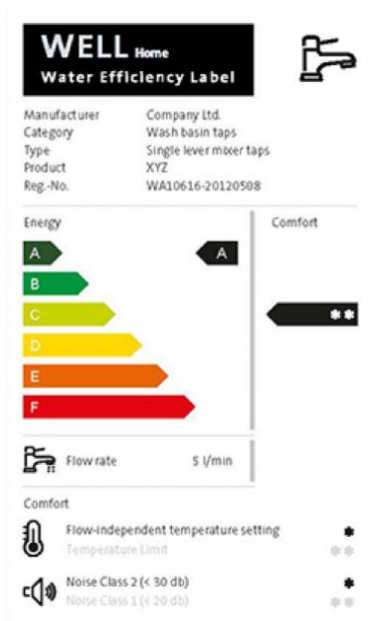 WELL Home
Water Efficiency Label
Manufacturer Company Ltd.
Category Wash basin taps
Type Single lever mixer taps
Product XYZ
Reg.-No. WA10616-20120508
Energy Comfort
A A
B
C **
D
E
F
Flow rate 5 l/min
Comfort
Flow-independent temperature setting *
Temperature Limit **
Noise Class 2 (< 30 db) *
Noise Class 1 (< 20 db) **